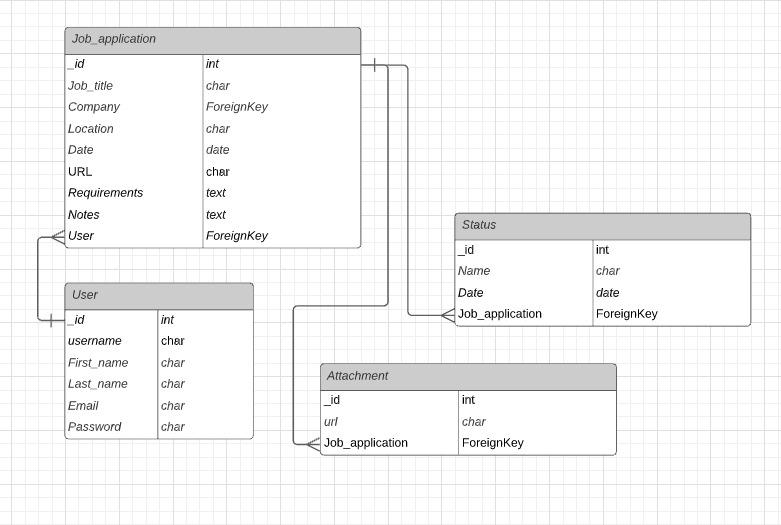 Job_application
_id int
Job_title char
Company ForeignKey
Location char
Date date
URL char
Requirements text
Notes text
User ForeignKey
Status
_id int
Name char
Date date
Job_application ForeignKey
User
_id int
username char
First_name char
Last_name char
Email char
Password char
Attachment
_id int
url char
Job_application ForeignKey